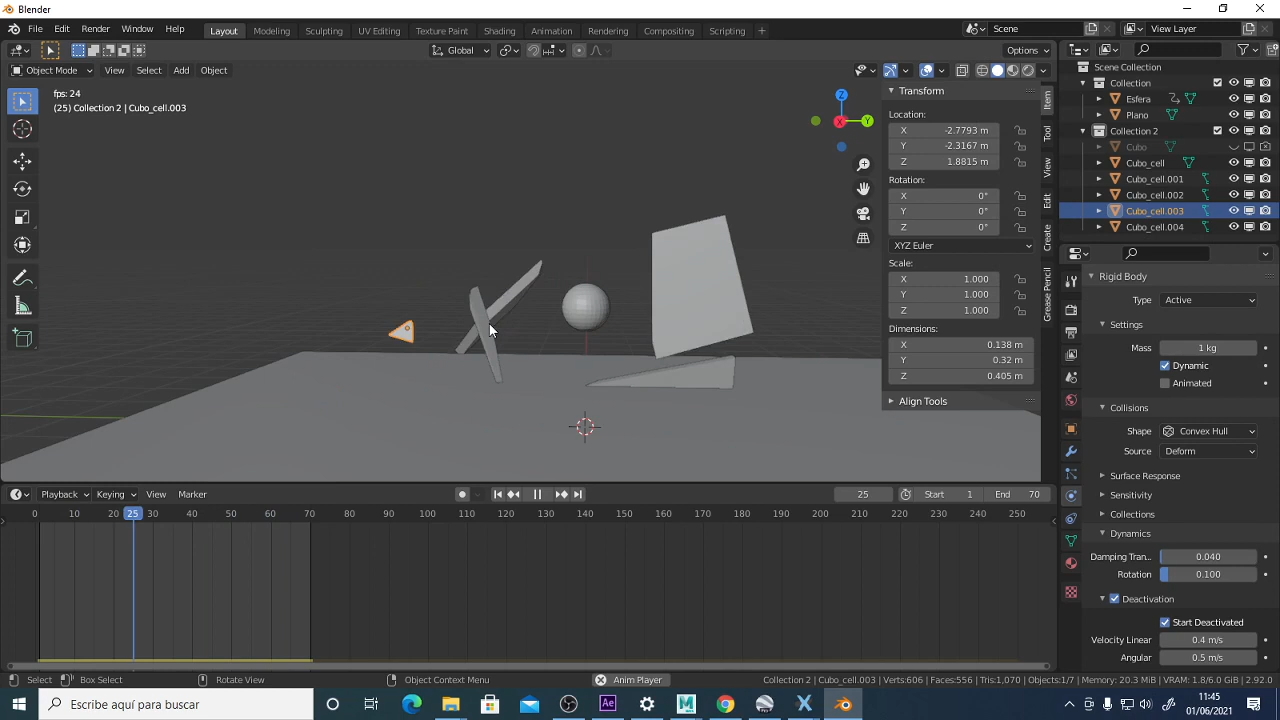 Blender
File Edit Render Window Help Layout Modeling Sculpting UV Editing Texture Paint Shading Animation Rendering Compositing Scripting + Scene View Layer
Global Options
Object Mode View Select Add Object
fps: 24
(25) Collection 2 | Cubo_cell.003
Z
Y
X
Transform
Location:
X -2.7793 m
Y -2.3167 m
Z 1.8815 m
Rotation:
X 0°
Y 0°
Z 0°
XYZ Euler
Scale:
X 1.000
Y 1.000
Z 1.000
Dimensions:
X 0.138 m
Y 0.32 m
Z 0.405 m
Align Tools
Item
Tool
View
Edit
Create
Grease Pencil
Scene Collection
Collection
Esfera
Plano
Collection 2
Cubo
Cubo_cell
Cubo_cell.001
Cubo_cell.002
Cubo_cell.003
Cubo_cell.004
Rigid Body
Type Active
Settings
Mass 1 kg
Dynamic
Animated
Collisions
Shape Convex Hull
Source Deform
Surface Response
Sensitivity
Collections
Dynamics
Damping Tran... 0.040
Rotation 0.100
Deactivation
Start Deactivated
Velocity Linear 0.4 m/s
Angular 0.5 m/s
Playback Keying View Marker 25 Start 1 End 70
0 10 20 25 30 40 50 60 70 80 90 100 110 120 130 140 150 160 170 180 190 200 210 220 230 240 250
Select Box Select Rotate View Object Context Menu Anim Player Collection 2 | Cubo_cell.003 | Verts:606 | Faces:556 | Tris:1,070 | Objects:1/7 | Memory: 20.3 MiB | VRAM: 1.8/6.0 GiB | 2.92.0
Escribe aquí para buscar
Ae
M
11:45
01/06/2021